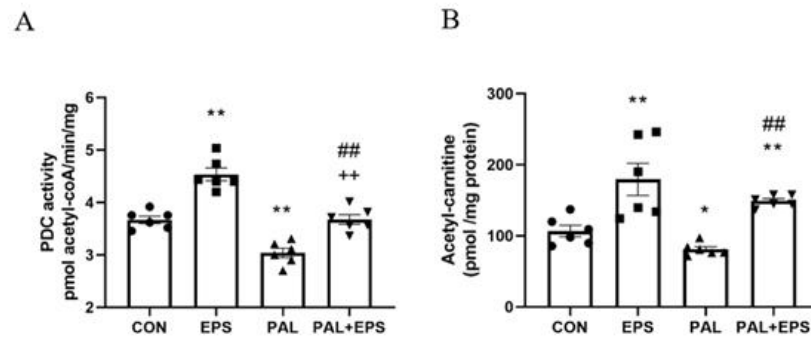 A
PDC activity
pmol acetyl-coA/min/mg
6
5
4
3
2
**
**
##
++
CON EPS PAL PAL+EPS
B
Acetyl-carnitine
(pmol /mg protein)
300
200
100
0
**
*
##
**
CON EPS PAL PAL+EPS